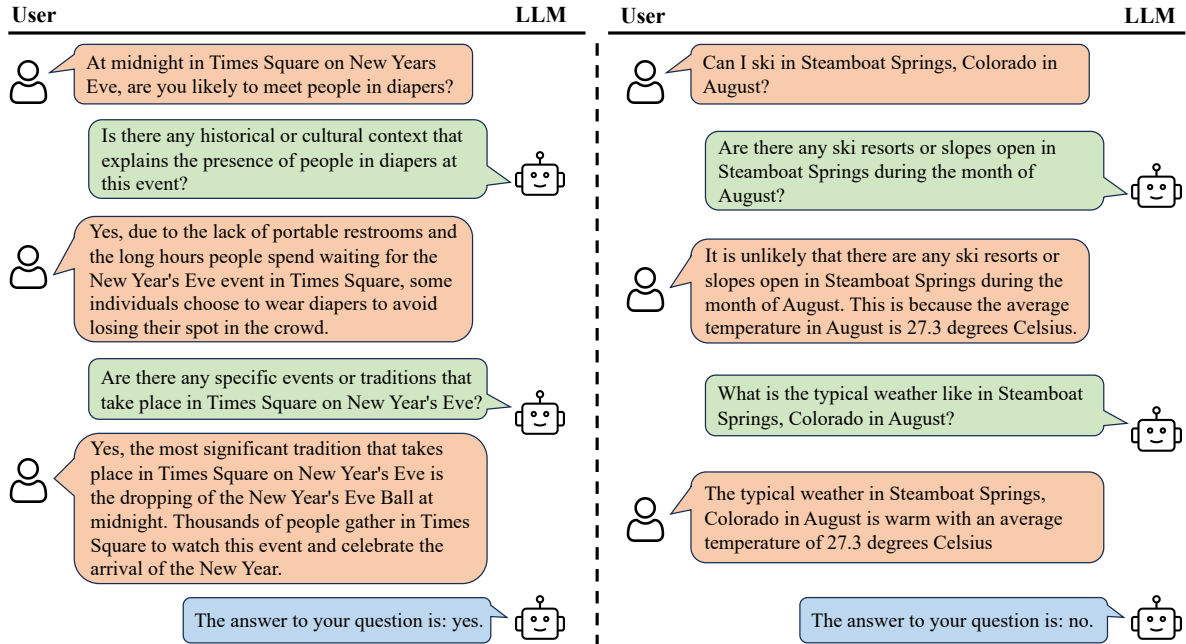 User LLM
At midnight in Times Square on New Years
Eve, are you likely to meet people in diapers?
Is there any historical or cultural context that
explains the presence of people in diapers at
this event?
Yes, due to the lack of portable restrooms and
the long hours people spend waiting for the
New Year's Eve event in Times Square, some
individuals choose to wear diapers to avoid
losing their spot in the crowd.
Are there any specific events or traditions that
take place in Times Square on New Year's Eve?
Yes, the most significant tradition that takes
place in Times Square on New Year's Eve is
the dropping of the New Year's Eve Ball at
midnight. Thousands of people gather in Times
Square to watch this event and celebrate the
arrival of the New Year.
The answer to your question is: yes.
User LLM
Can I ski in Steamboat Springs, Colorado in
August?
Are there any ski resorts or slopes open in
Steamboat Springs during the month of
August?
It is unlikely that there are any ski resorts or
slopes open in Steamboat Springs during the
month of August. This is because the average
temperature in August is 27.3 degrees Celsius.
What is the typical weather like in Steamboat
Springs, Colorado in August?
The typical weather in Steamboat Springs,
Colorado in August is warm with an average
temperature of 27.3 degrees Celsius
The answer to your question is: no.